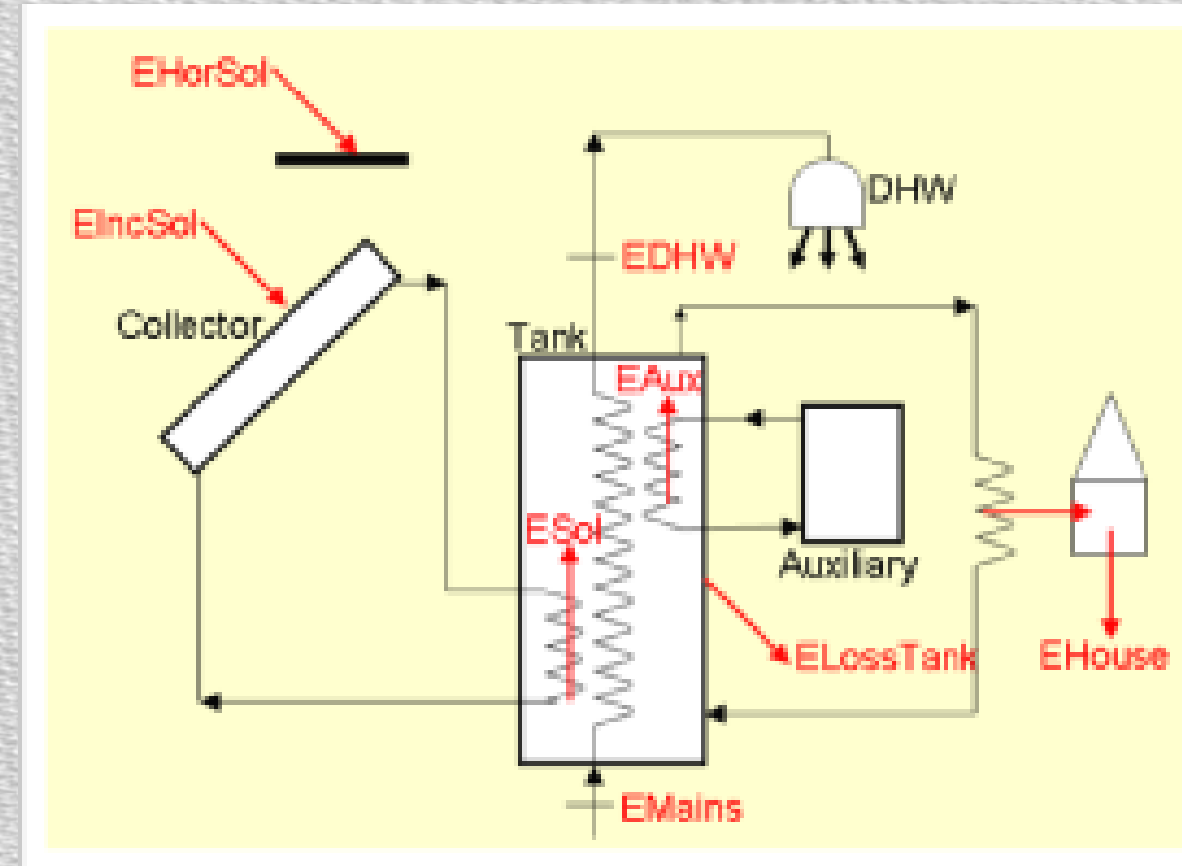 EHorSol
EIncSol
DHW
EDHW
Collector
Tank
EAux
ESol
Auxiliary
ELossTank
EHouse
EMains